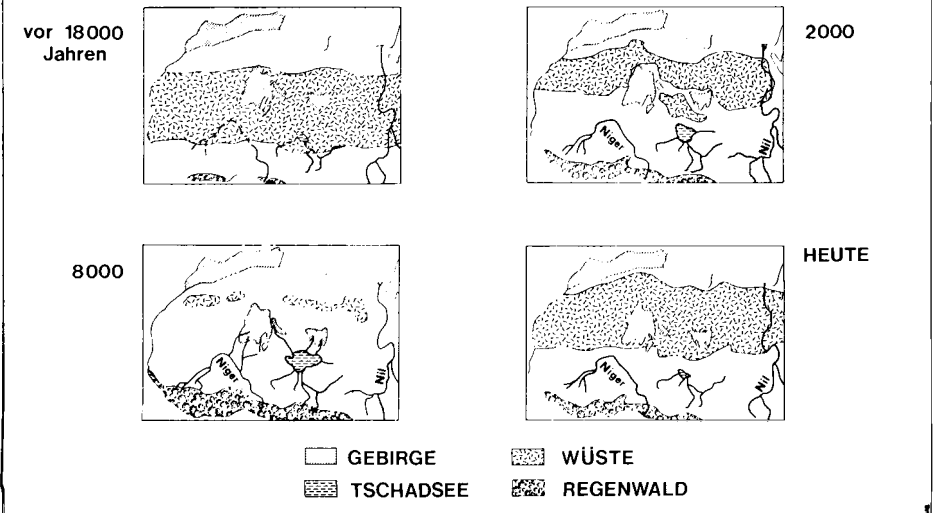 vor 18000
Jahren
2000
Niger
Nil
8000
Niger
Nil
HEUTE
Niger
Nil
GEBIRGE
WÜSTE
TSCHADSEE
REGENWALD